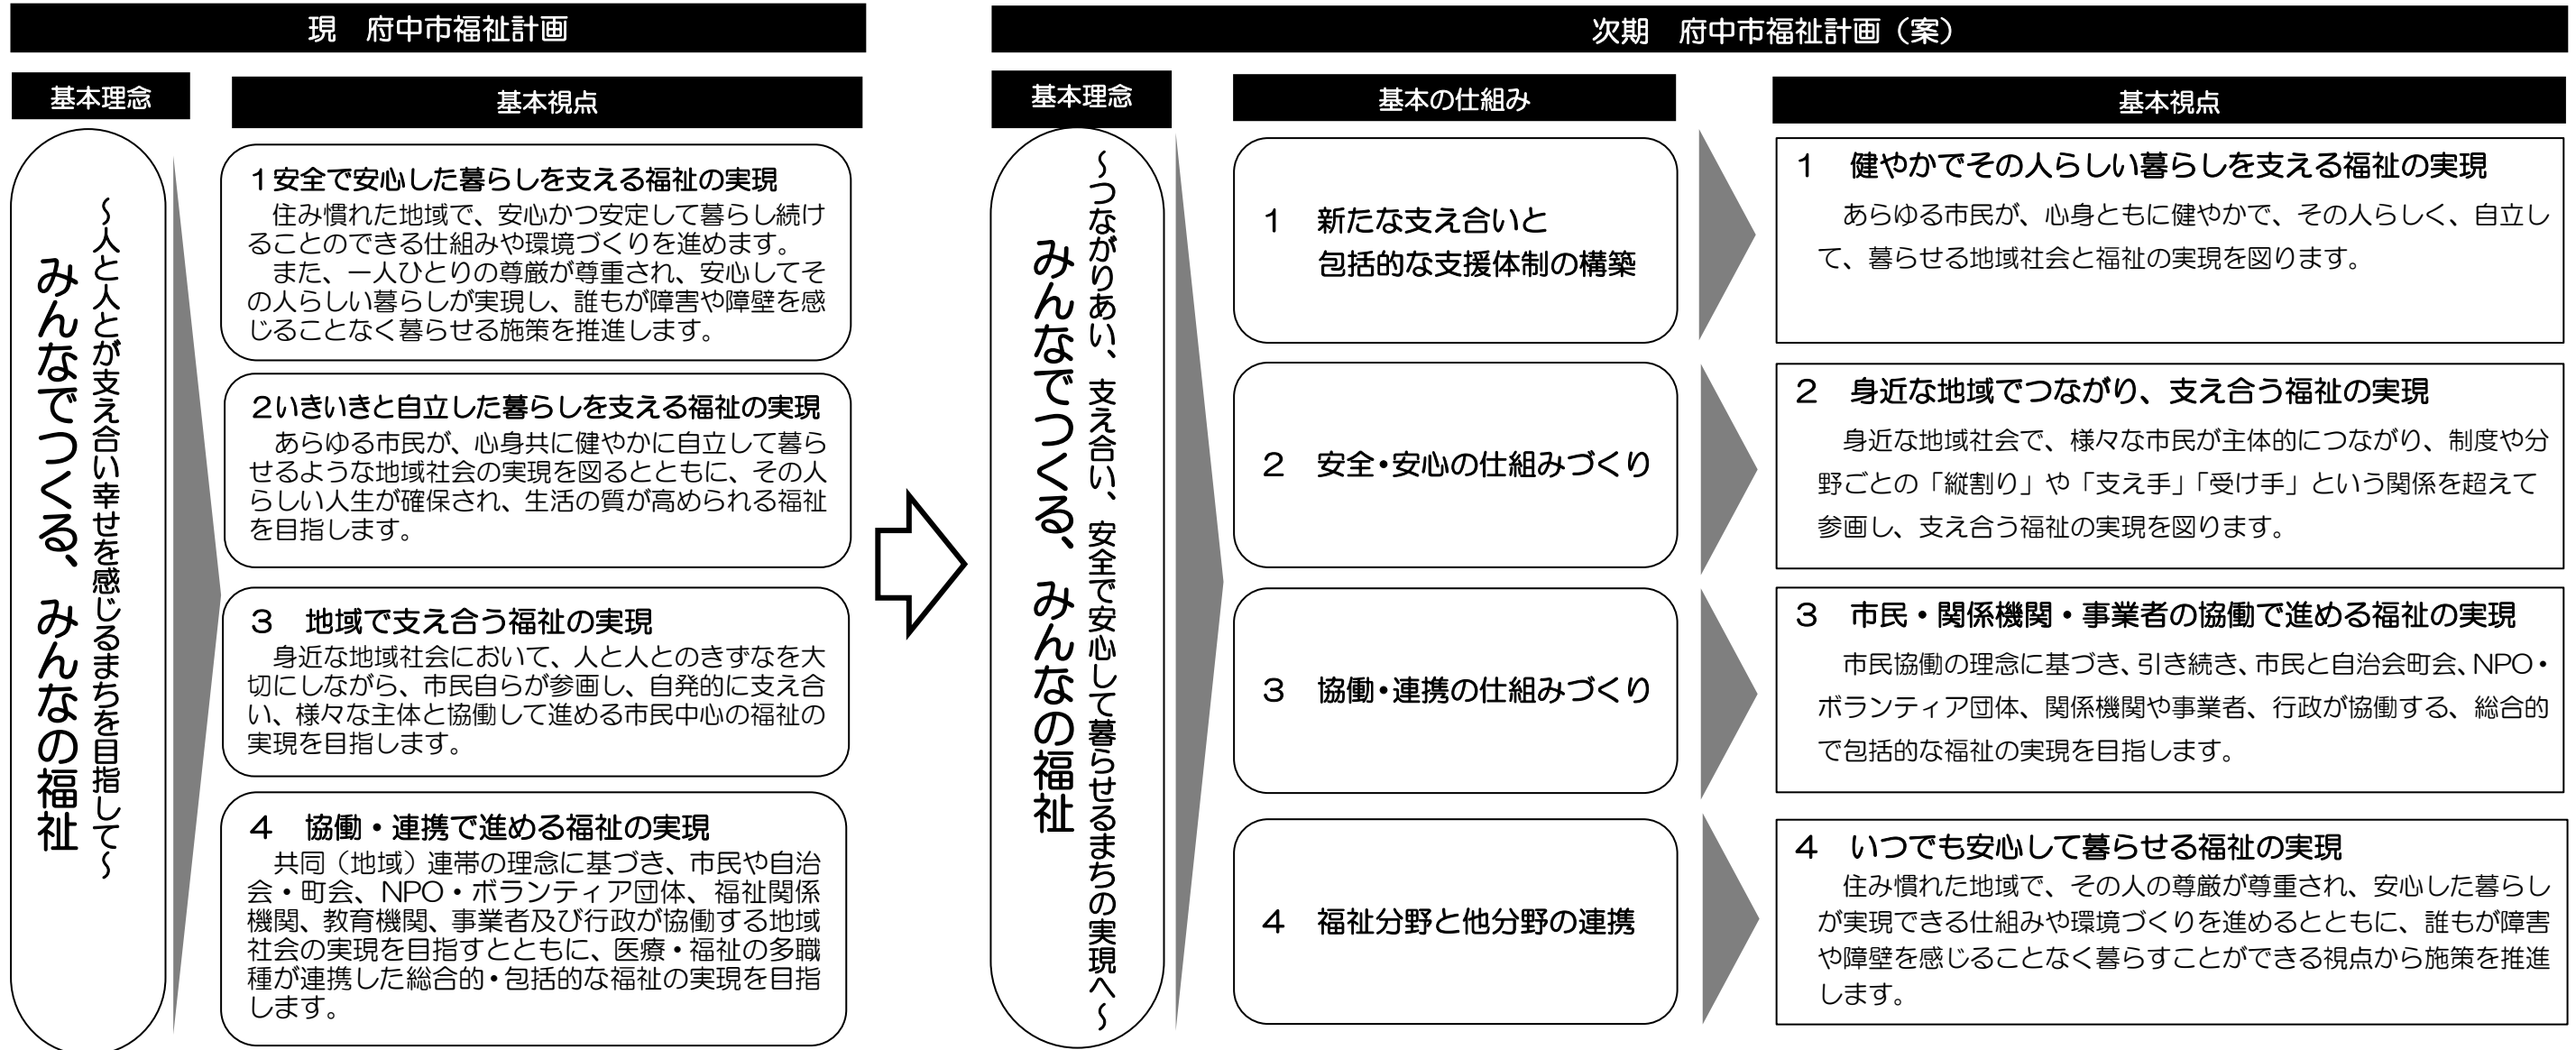 現　府中市福祉計画
基本理念
基本視点
～人と人とが支え合い幸せを感じるまちを目指して～
みんなでつくる、みんなの福祉
１安全で安心した暮らしを支える福祉の実現
住み慣れた地域で、安心かつ安定して暮らし続け
ることのできる仕組みや環境づくりを進めます。
また、一人ひとりの尊厳が尊重され、安心してそ
の人らしい暮らしが実現し、誰もが障害や障壁を感
じることなく暮らせる施策を推進します。
２いきいきと自立した暮らしを支える福祉の実現
あらゆる市民が、心身共に健やかに自立して暮ら
せるような地域社会の実現を図るとともに、その人
らしい人生が確保され、生活の質が高められる福祉
を目指します。
３　地域で支え合う福祉の実現
身近な地域社会において、人と人とのきずなを大
切にしながら、市民自らが参画し、自発的に支え合
い、様々な主体と協働して進める市民中心の福祉の
実現を目指します。
４　協働・連携で進める福祉の実現
共同（地域）連帯の理念に基づき、市民や自治
会・町会、NPO・ボランティア団体、福祉関係
機関、教育機関、事業者及び行政が協働する地域
社会の実現を目指すとともに、医療・福祉の多職
種が連携した総合的・包括的な福祉の実現を目指
します。
次期　府中市福祉計画（案）
基本理念
基本の仕組み
基本視点
～つながりあい、支え合い、安全で安心して暮らせるまちの実現へ～
みんなでつくる、みんなの福祉
１　新たな支え合いと
包括的な支援体制の構築
２　安全・安心の仕組みづくり
３　協働・連携の仕組みづくり
４　福祉分野と他分野の連携
１　健やかでその人らしい暮らしを支える福祉の実現
あらゆる市民が、心身ともに健やかで、その人らしく、自立し
て、暮らせる地域社会と福祉の実現を図ります。
２　身近な地域でつながり、支え合う福祉の実現
身近な地域社会で、様々な市民が主体的につながり、制度や分
野ごとの「縦割り」や「支え手」「受け手」という関係を超えて
参画し、支え合う福祉の実現を図ります。
３　市民・関係機関・事業者の協働で進める福祉の実現
市民協働の理念に基づき、引き続き、市民と自治会町会、NPO・
ボランティア団体、関係機関や事業者、行政が協働する、総合的
で包括的な福祉の実現を目指します。
４　いつでも安心して暮らせる福祉の実現
住み慣れた地域で、その人の尊厳が尊重され、安心した暮らし
が実現できる仕組みや環境づくりを進めるとともに、誰もが障害
や障壁を感じることなく暮らすことができる視点から施策を推進
します。